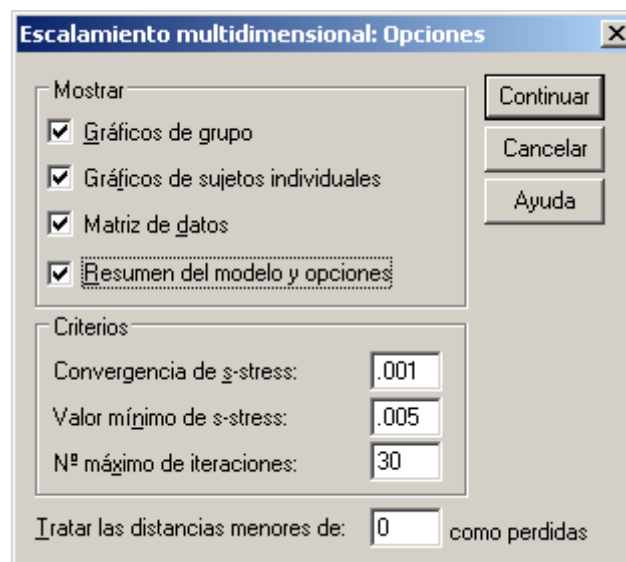 Escalamiento multidimensional: Opciones
Mostrar
Gráficos de grupo
Gráficos de sujetos individuales
Matriz de datos
Resumen del modelo y opciones
Continuar
Cancelar
Ayuda
Criterios
Convergencia de s-stress: .001
Valor mínimo de s-stress: .005
Nº máximo de iteraciones: 30
Tratar las distancias menores de: 0 como perdidas